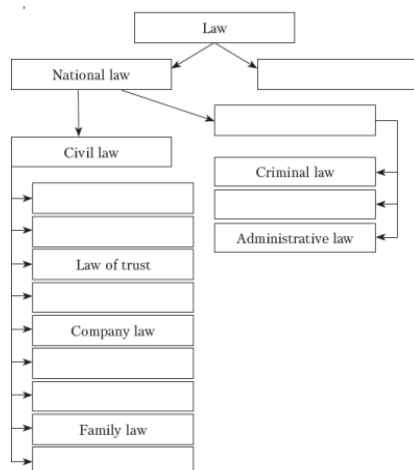 Law
National law
Civil law
Criminal law
Administrative law
Law of trust
Company law
Family law